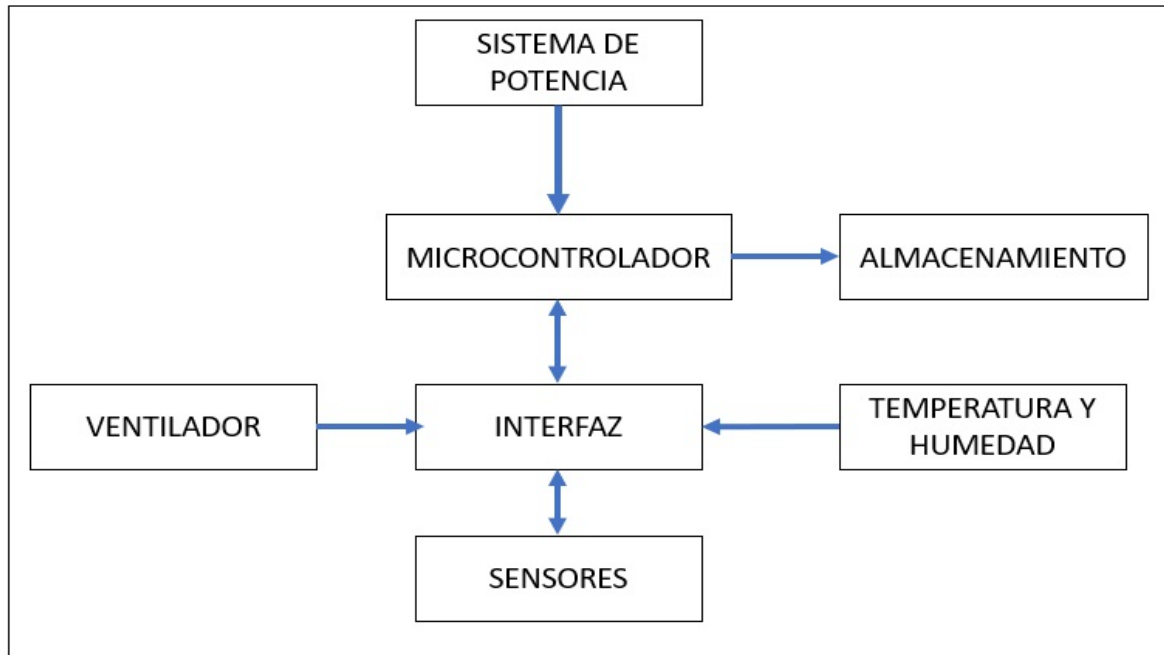 SISTEMA DE
POTENCIA
MICROCONTROLADOR
ALMACENAMIENTO
VENTILADOR
INTERFAZ
TEMPERATURA Y
HUMEDAD
SENSORES